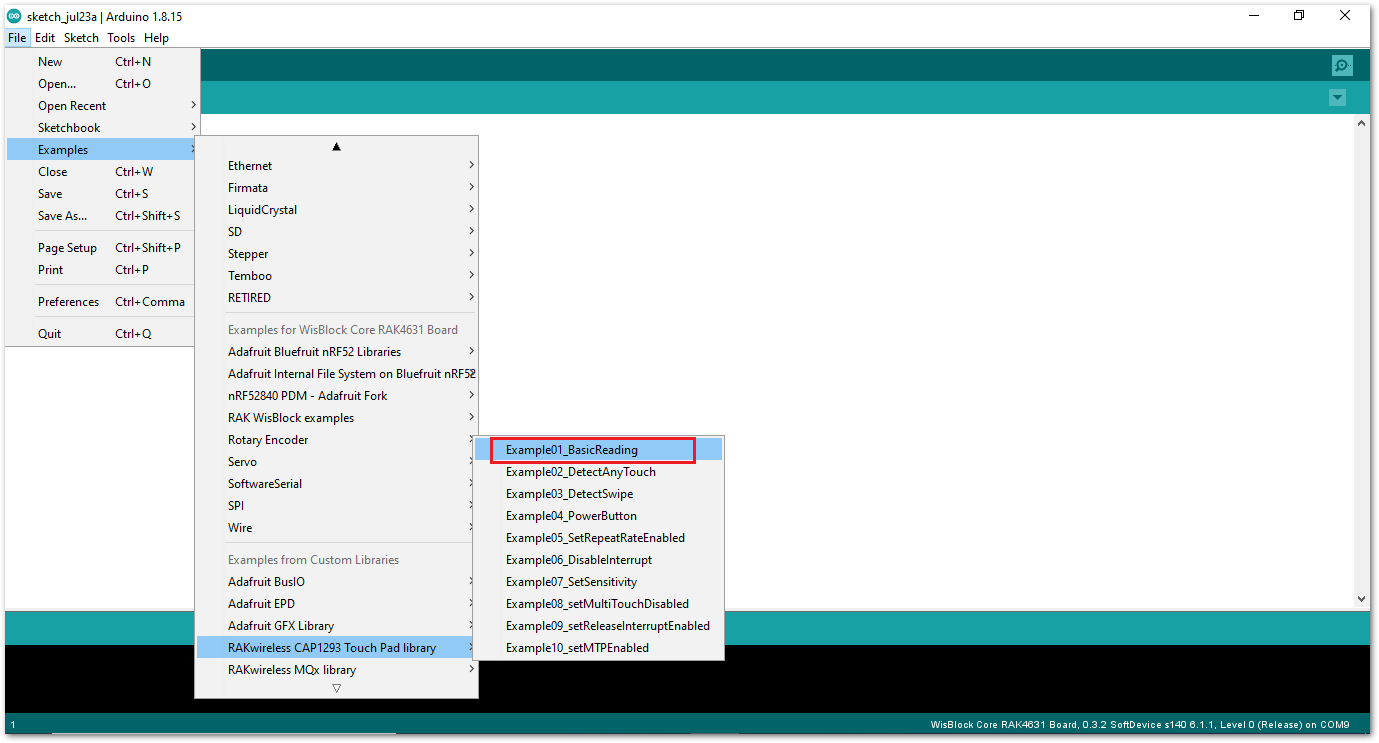 sketch_jul23a | Arduino 1.8.15
File Edit Sketch Tools Help
New Ctrl+N
Open... Ctrl+O
Open Recent
Sketchbook
Examples
Close Ctrl+W
Save Ctrl+S
Save As... Ctrl+Shift+S
Page Setup Ctrl+Shift+P
Print Ctrl+P
Preferences Ctrl+Comma
Quit Ctrl+Q
Ethernet
Firmata
LiquidCrystal
SD
Stepper
Temboo
RETIRED
Examples for WisBlock Core RAK4631 Board
Adafruit Bluefruit nRF52 Libraries
Adafruit Internal File System on Bluefruit nRF52
nRF52840 PDM - Adafruit Fork
RAK WisBlock examples
Rotary Encoder
Servo
SoftwareSerial
SPI
Wire
Examples from Custom Libraries
Adafruit BusIO
Adafruit EPD
Adafruit GFX Library
RAKwireless CAP1293 Touch Pad library
RAKwireless MQx library
Example01_BasicReading
Example02_DetectAnyTouch
Example03_DetectSwipe
Example04_PowerButton
Example05_SetRepeatRateEnabled
Example06_DisableInterrupt
Example07_SetSensitivity
Example08_setMultiTouchDisabled
Example09_setReleaseInterruptEnabled
Example10_setMTPEnabled
1 WisBlock Core RAK4631 Board, 0.3.2 SoftDevice s140 6.1.1, Level 0 (Release) on COM9